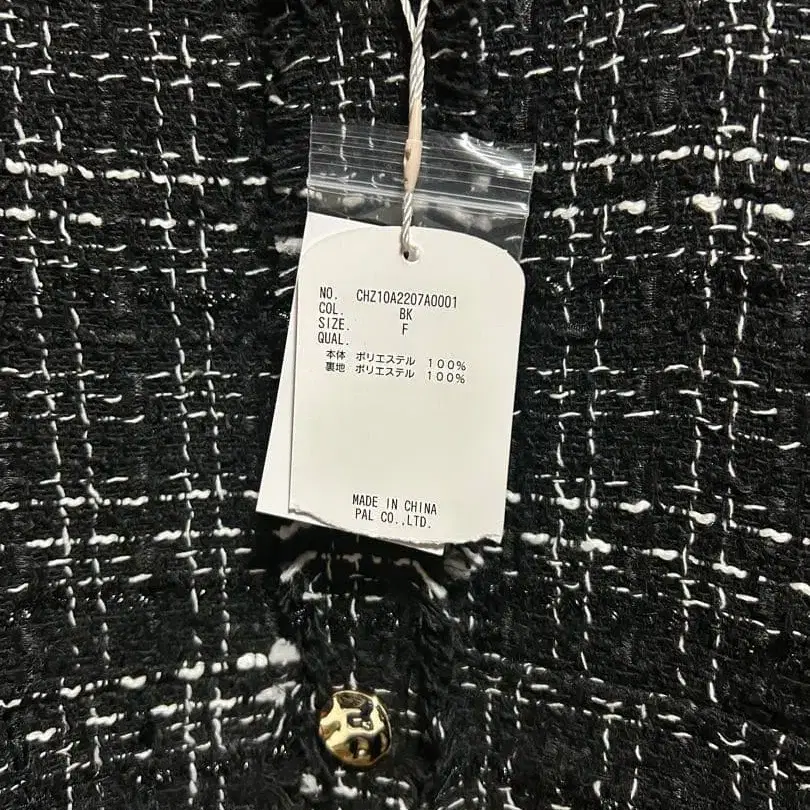 NO. CHZ10A2207A0001
COL. BK
SIZE. F
QUAL.
本体 ポリエステル 100%
裏地 ポリエステル 100%
MADE IN CHINA
PAL CO.,LTD.